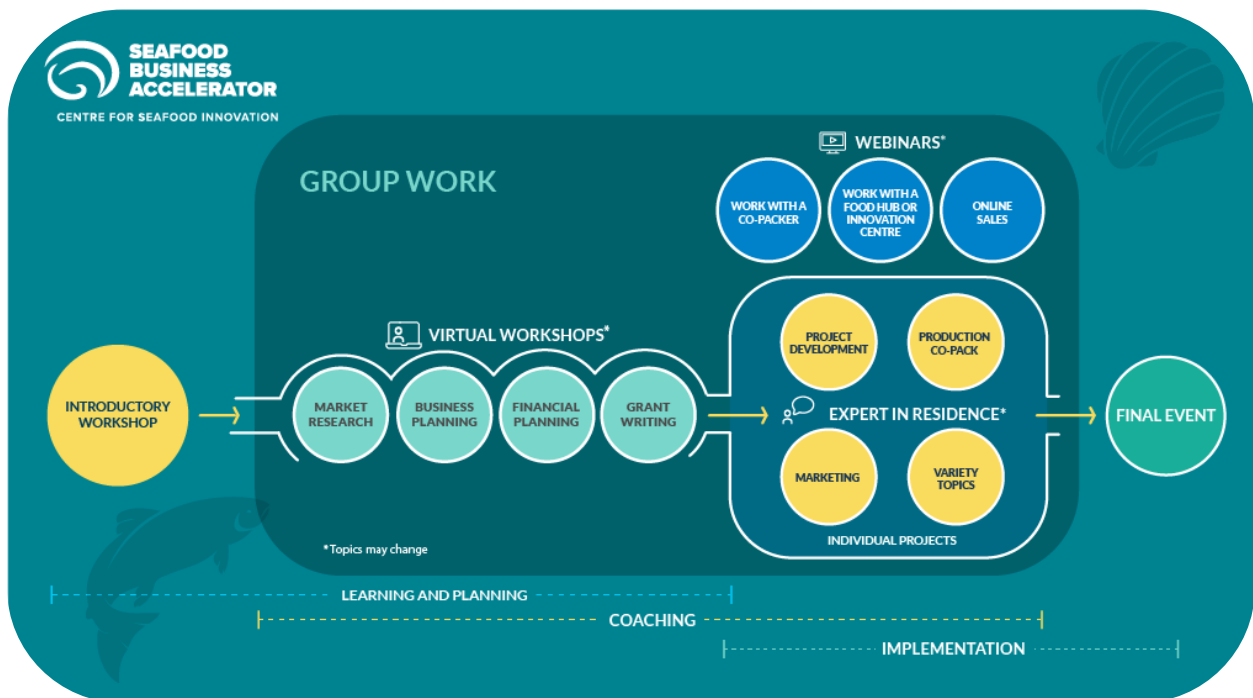 SEAFOOD
BUSINESS
ACCELERATOR
CENTRE FOR SEAFOOD INNOVATION
GROUP WORK
WEBINARS*
WORK WITH A
CO-PACKER
WORK WITH A
FOOD HUB OR
INNOVATION
CENTRE
ONLINE
SALES
VIRTUAL WORKSHOPS*
INTRODUCTORY
WORKSHOP
MARKET
RESEARCH
BUSINESS
PLANNING
FINANCIAL
PLANNING
GRANT
WRITING
PROJECT
DEVELOPMENT
PRODUCTION
CO-PACK
EXPERT IN RESIDENCE*
MARKETING
VARIETY
TOPICS
INDIVIDUAL PROJECTS
FINAL EVENT
*Topics may change
LEARNING AND PLANNING
COACHING
IMPLEMENTATION